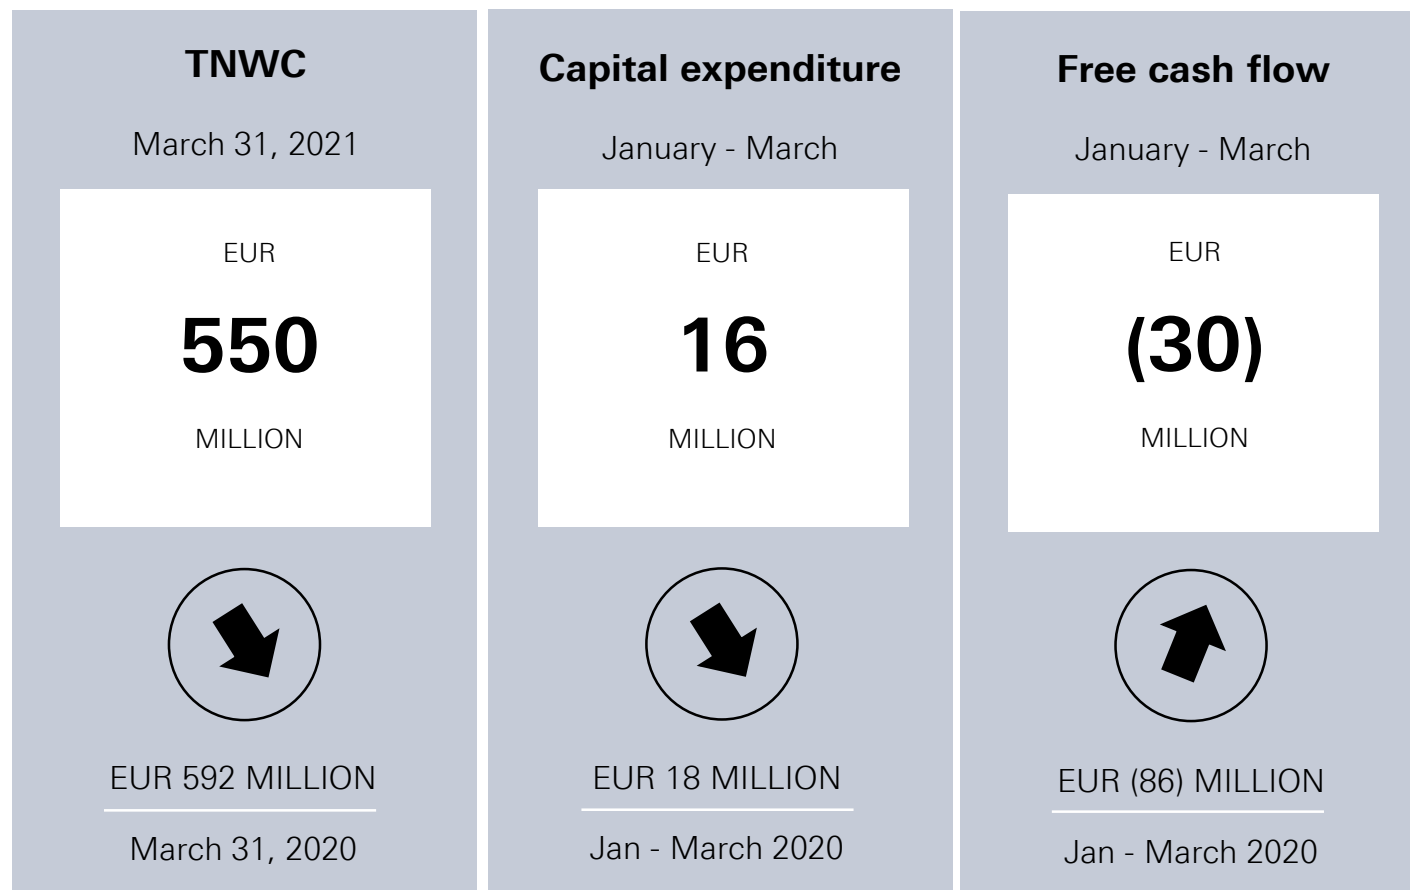 TNWC
March 31, 2021
EUR
550
MILLION
EUR 592 MILLION
March 31, 2020
Capital expenditure
January - March
EUR
16
MILLION
EUR 18 MILLION
Jan - March 2020
Free cash flow
January - March
EUR
(30)
MILLION
EUR (86) MILLION
Jan - March 2020